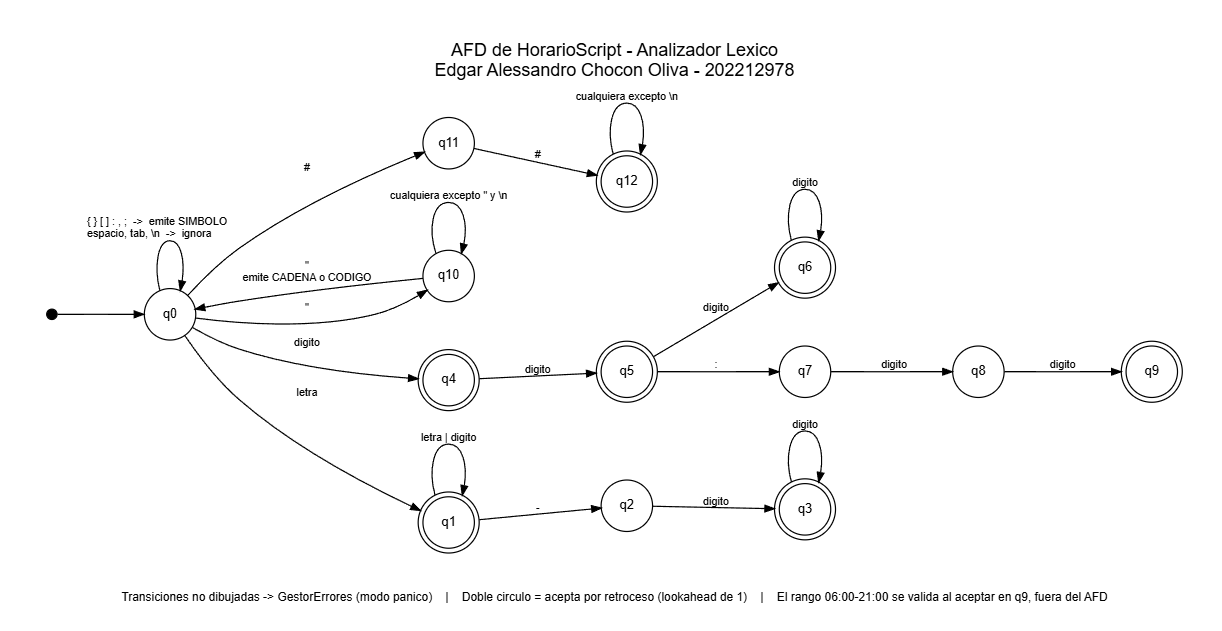 AFD de HorarioScript - Analizador Lexico
Edgar Alessandro Chocon Oliva - 202212978
cualquiera excepto \n
q11
#
#
q12
cualquiera excepto " y \n
digito
{ } [ ] : , ;  ->  emite SIMBOLO
espacio, tab, \n  ->  ignora
"
emite CADENA o CODIGO
q10
q6
"
digito
q0
digito
letra
q4
digito
q5
:
q7
digito
q8
digito
q9
letra | digito
digito
q1
-
q2
digito
q3
Transiciones no dibujadas -> GestorErrores (modo panico)    |    Doble circulo = acepta por retroceso (lookahead de 1)    |    El rango 06:00-21:00 se valida al aceptar en q9, fuera del AFD